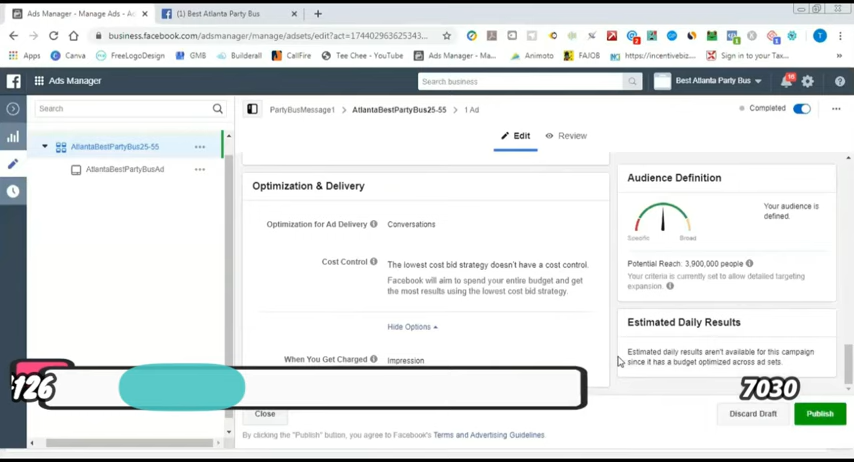 Ads Manager - Manage Ads - Ad
(1) Best Atlanta Party Bus
business.facebook.com/adsmanager/manage/adsets/edit?act=174402963625343...
Apps
Canva
FreeLogoDesign
GMB
Builderall
CallFire
Tee Chee - YouTube
Ads Manager - Ma...
Animoto
FAJOB
https://incentivebiz...
Sign in to your Tax...
Ads Manager
Search business
Best Atlanta Party Bus
Search
PartyBusMessage1
AtlantaBestPartyBus25-55
1 Ad
Completed
Edit
Review
AtlantaBestPartyBus25-55
AtlantaBestPartyBusAd
Optimization & Delivery
Optimization for Ad Delivery
Conversations
Cost Control
The lowest cost bid strategy doesn't have a cost control.
Facebook will aim to spend your entire budget and get
the most results using the lowest cost bid strategy.
Hide Options
When You Get Charged
Impression
Audience Definition
Your audience is
defined.
Specific
Broad
Potential Reach: 3,900,000 people
Your criteria is currently set to allow detailed targeting
expansion.
Estimated Daily Results
Estimated daily results aren't available for this campaign
since it has a budget optimized across ad sets.
126
7030
Close
Discard Draft
Publish
By clicking the "Publish" button, you agree to Facebook's Terms and Advertising Guidelines.